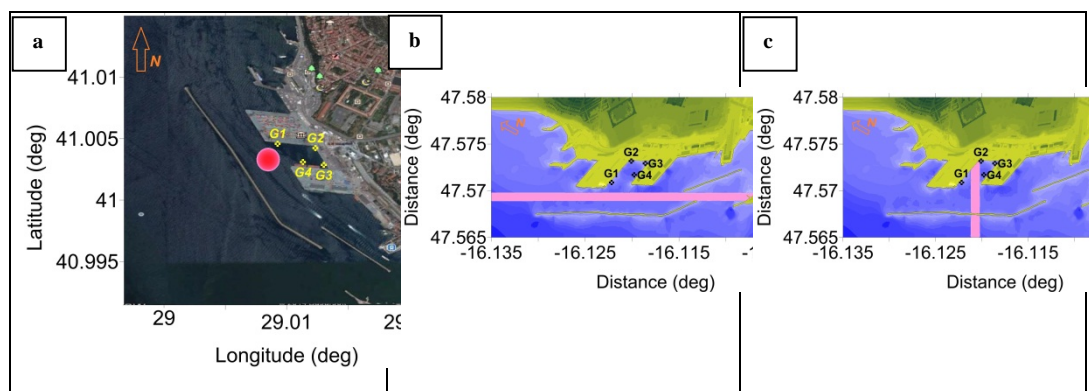 a
N
41.01
41.005
41
40.995
Latitude (deg)
29
29.01
29
Longitude (deg)
G1
G2
G4
G3
b
47.58
47.575
47.57
47.565
Distance (deg)
N
G2
G3
G1
G4
-16.135
-16.125
-16.115
Distance (deg)
c
47.58
47.575
47.57
47.565
Distance (deg)
N
G2
G3
G1
G4
-16.135
-16.125
-16.115
Distance (deg)